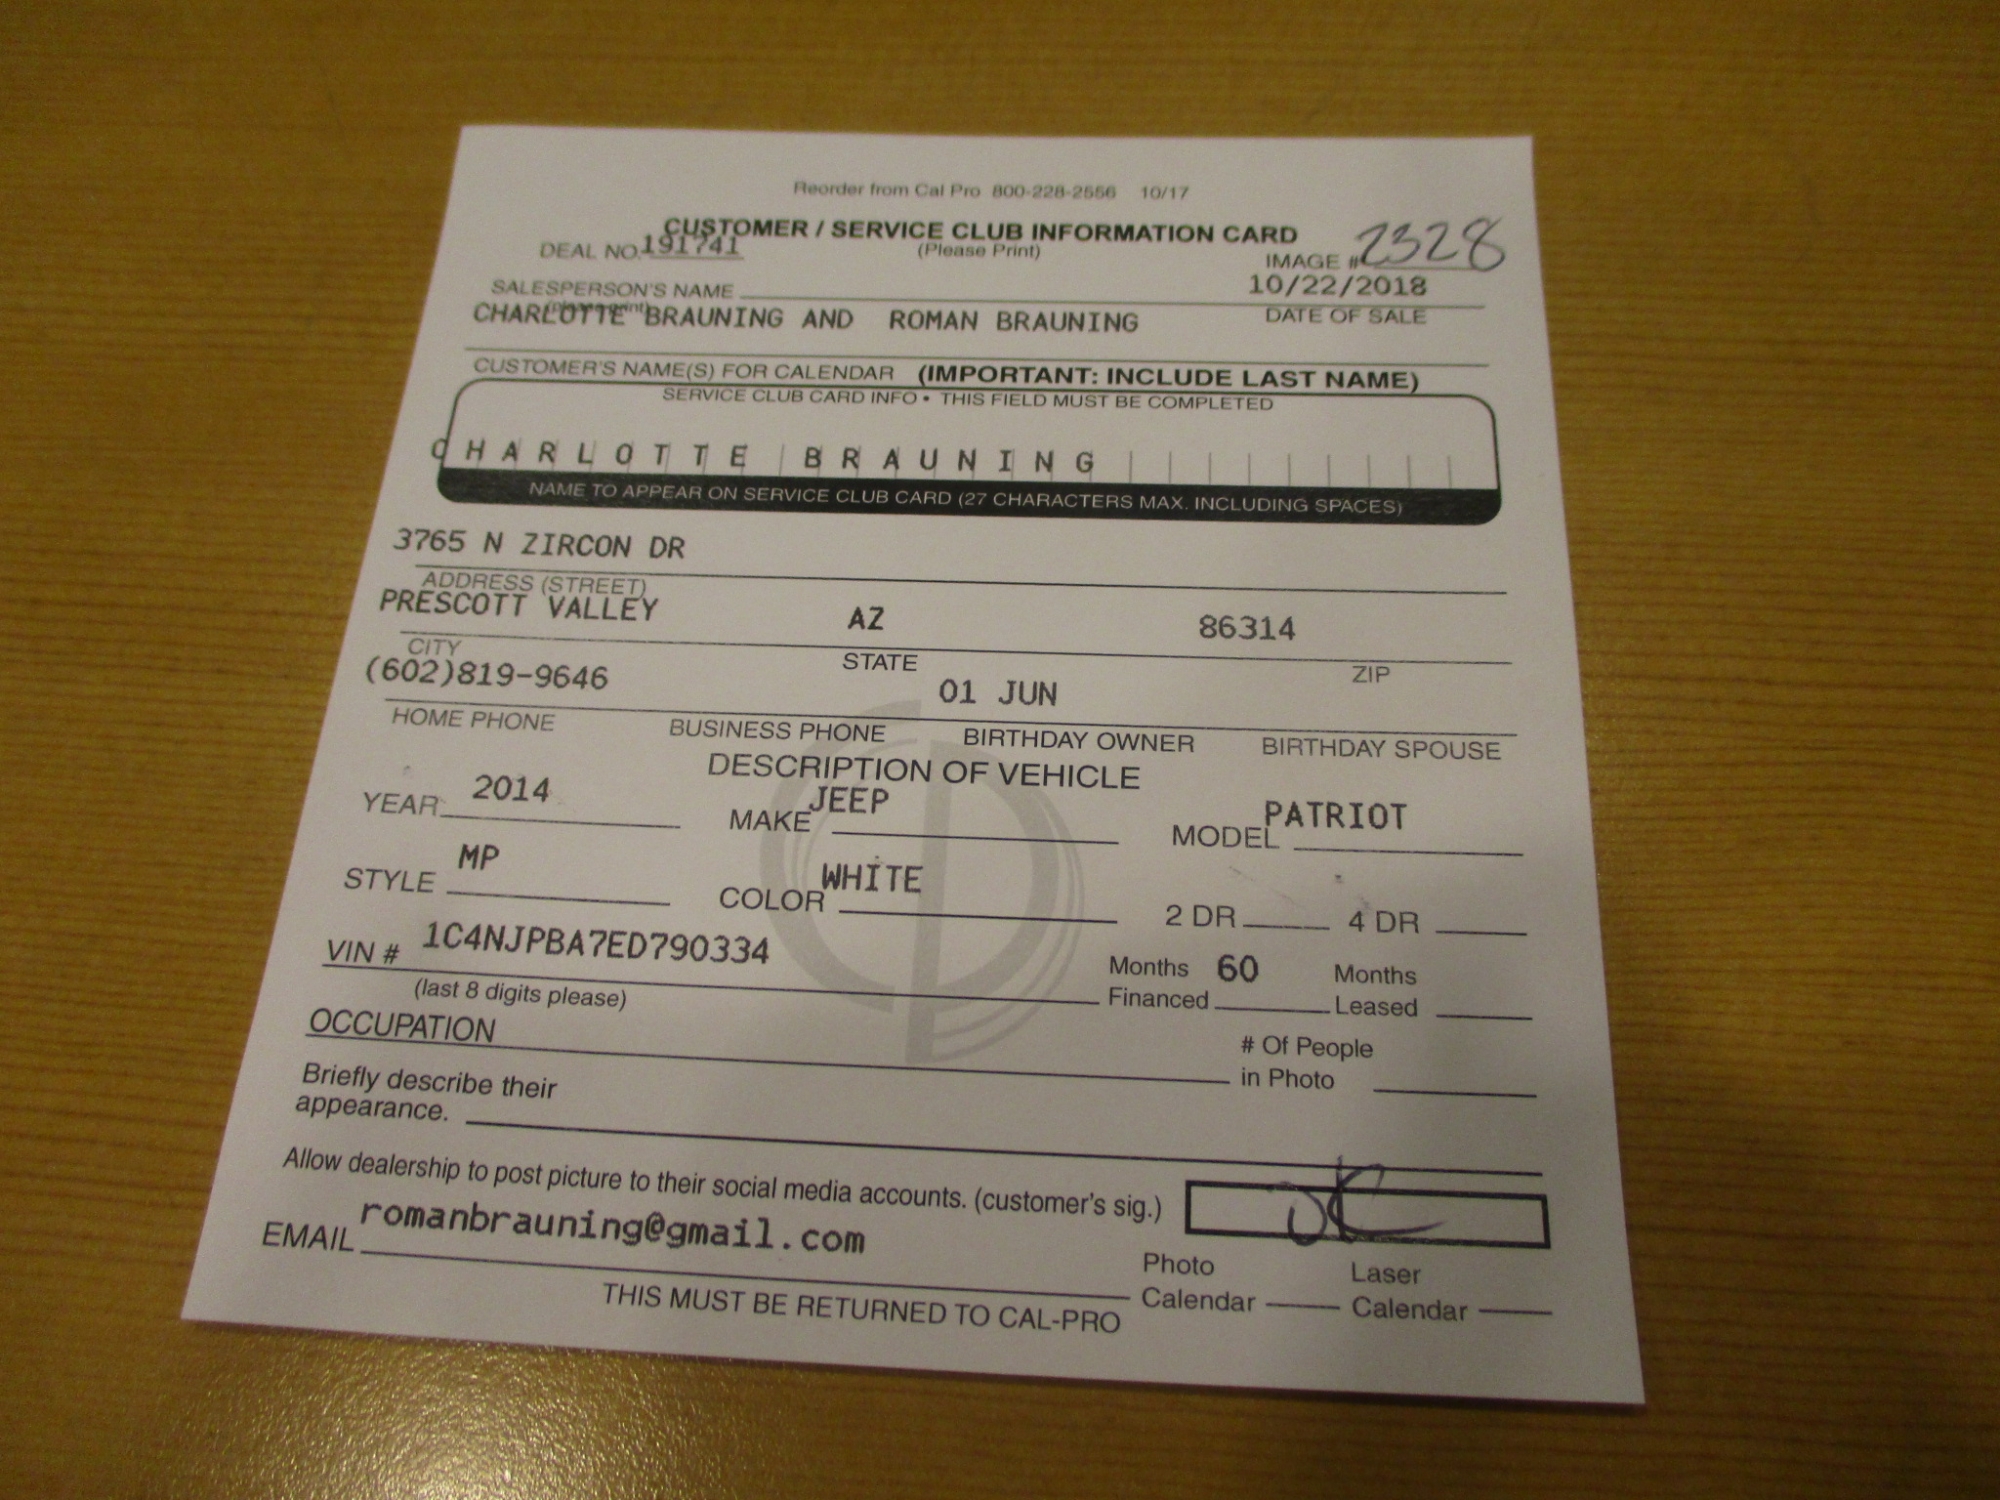 Reorder from Cal Pro 800-228-2556 10/17
CUSTOMER / SERVICE CLUB INFORMATION CARD
DEAL NO. 191741 (Please Print) IMAGE # 2328
SALESPERSON'S NAME 10/22/2018
(please print)
CHARLOTTE BRAUNING AND ROMAN BRAUNING DATE OF SALE
CUSTOMER'S NAME(S) FOR CALENDAR (IMPORTANT: INCLUDE LAST NAME)
SERVICE CLUB CARD INFO • THIS FIELD MUST BE COMPLETED
CHARLOTTE BRAUNING
NAME TO APPEAR ON SERVICE CLUB CARD (27 CHARACTERS MAX. INCLUDING SPACES)
3765 N ZIRCON DR
ADDRESS (STREET)
PRESCOTT VALLEY AZ 86314
CITY STATE ZIP
(602)819-9646 01 JUN
HOME PHONE BUSINESS PHONE BIRTHDAY OWNER BIRTHDAY SPOUSE
DESCRIPTION OF VEHICLE
YEAR 2014 MAKE JEEP MODEL PATRIOT
STYLE MP COLOR WHITE 2 DR 4 DR
VIN # 1C4NJPBA7ED790334 Months Financed 60 Months Leased
(last 8 digits please)
OCCUPATION # Of People in Photo
Briefly describe their
appearance.
Allow dealership to post picture to their social media accounts. (customer's sig.) OK
EMAIL romanbrauning@gmail.com Photo Calendar Laser Calendar
THIS MUST BE RETURNED TO CAL-PRO